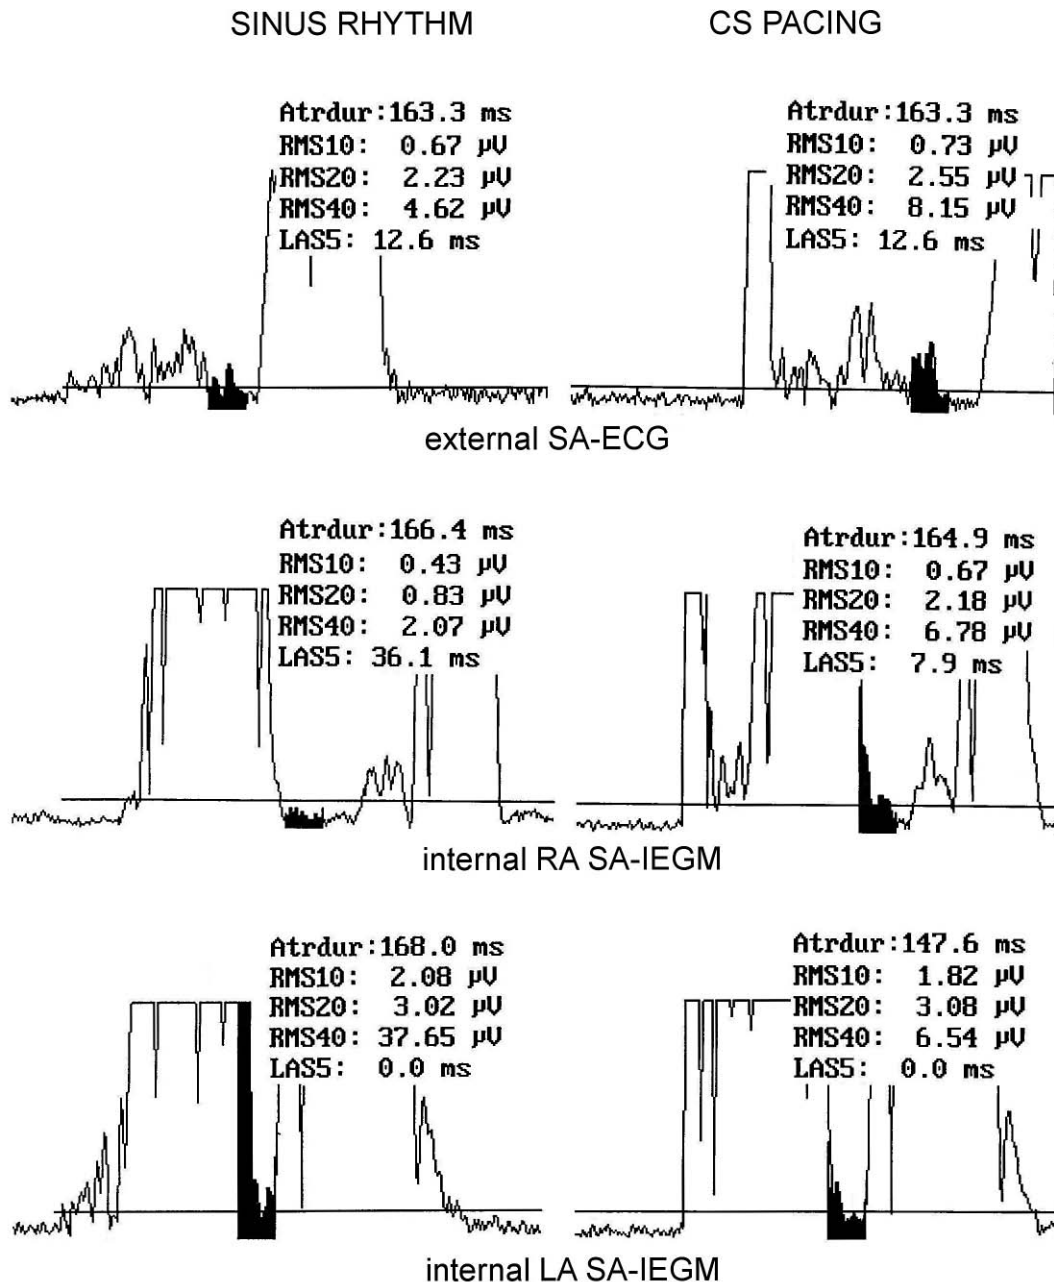 SINUS RHYTHM
CS PACING
Atrdur:163.3 ms
RMS10: 0.67 µV
RMS20: 2.23 µV
RMS40: 4.62 µV
LAS5: 12.6 ms
Atrdur:163.3 ms
RMS10: 0.73 µV
RMS20: 2.55 µV
RMS40: 8.15 µV
LAS5: 12.6 ms
external SA-ECG
Atrdur:166.4 ms
RMS10: 0.43 µV
RMS20: 0.83 µV
RMS40: 2.07 µV
LAS5: 36.1 ms
Atrdur:164.9 ms
RMS10: 0.67 µV
RMS20: 2.18 µV
RMS40: 6.78 µV
LAS5: 7.9 ms
internal RA SA-IEGM
Atrdur:168.0 ms
RMS10: 2.08 µV
RMS20: 3.02 µV
RMS40: 37.65 µV
LAS5: 0.0 ms
Atrdur:147.6 ms
RMS10: 1.82 µV
RMS20: 3.08 µV
RMS40: 6.54 µV
LAS5: 0.0 ms
internal LA SA-IEGM